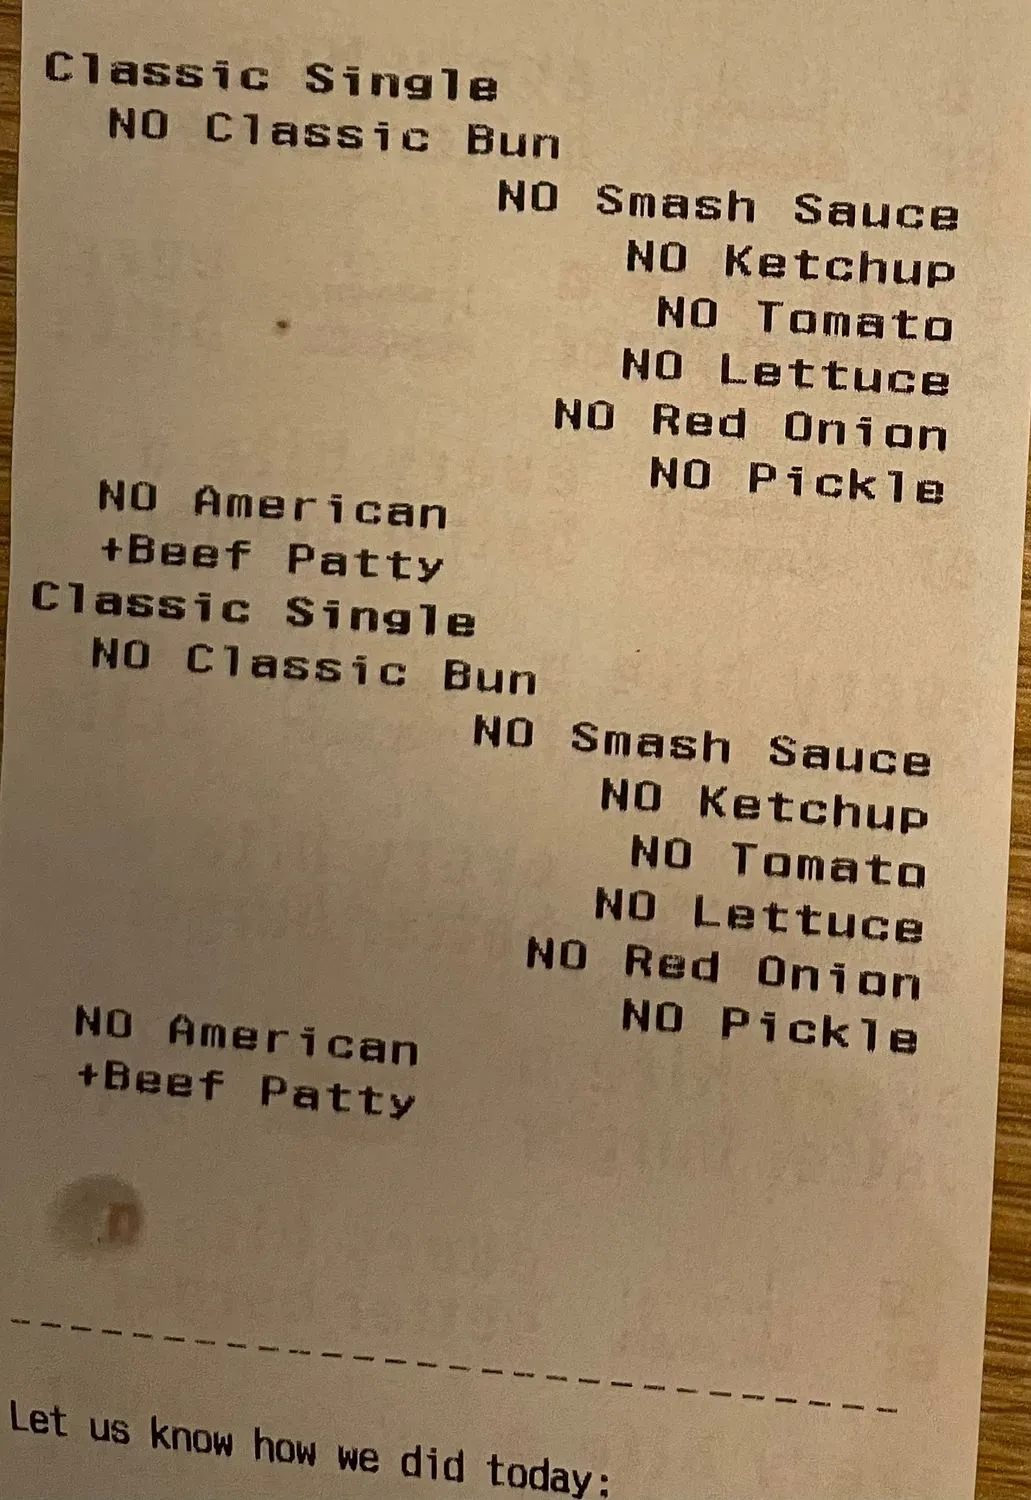 Classic Single
NO Classic Bun
NO Smash Sauce
NO Ketchup
NO Tomato
NO Lettuce
NO Red Onion
NO Pickle
NO American
+Beef Patty
Classic Single
NO Classic Bun
NO Smash Sauce
NO Ketchup
NO Tomato
NO Lettuce
NO Red Onion
NO Pickle
NO American
+Beef Patty
Let us know how we did today: